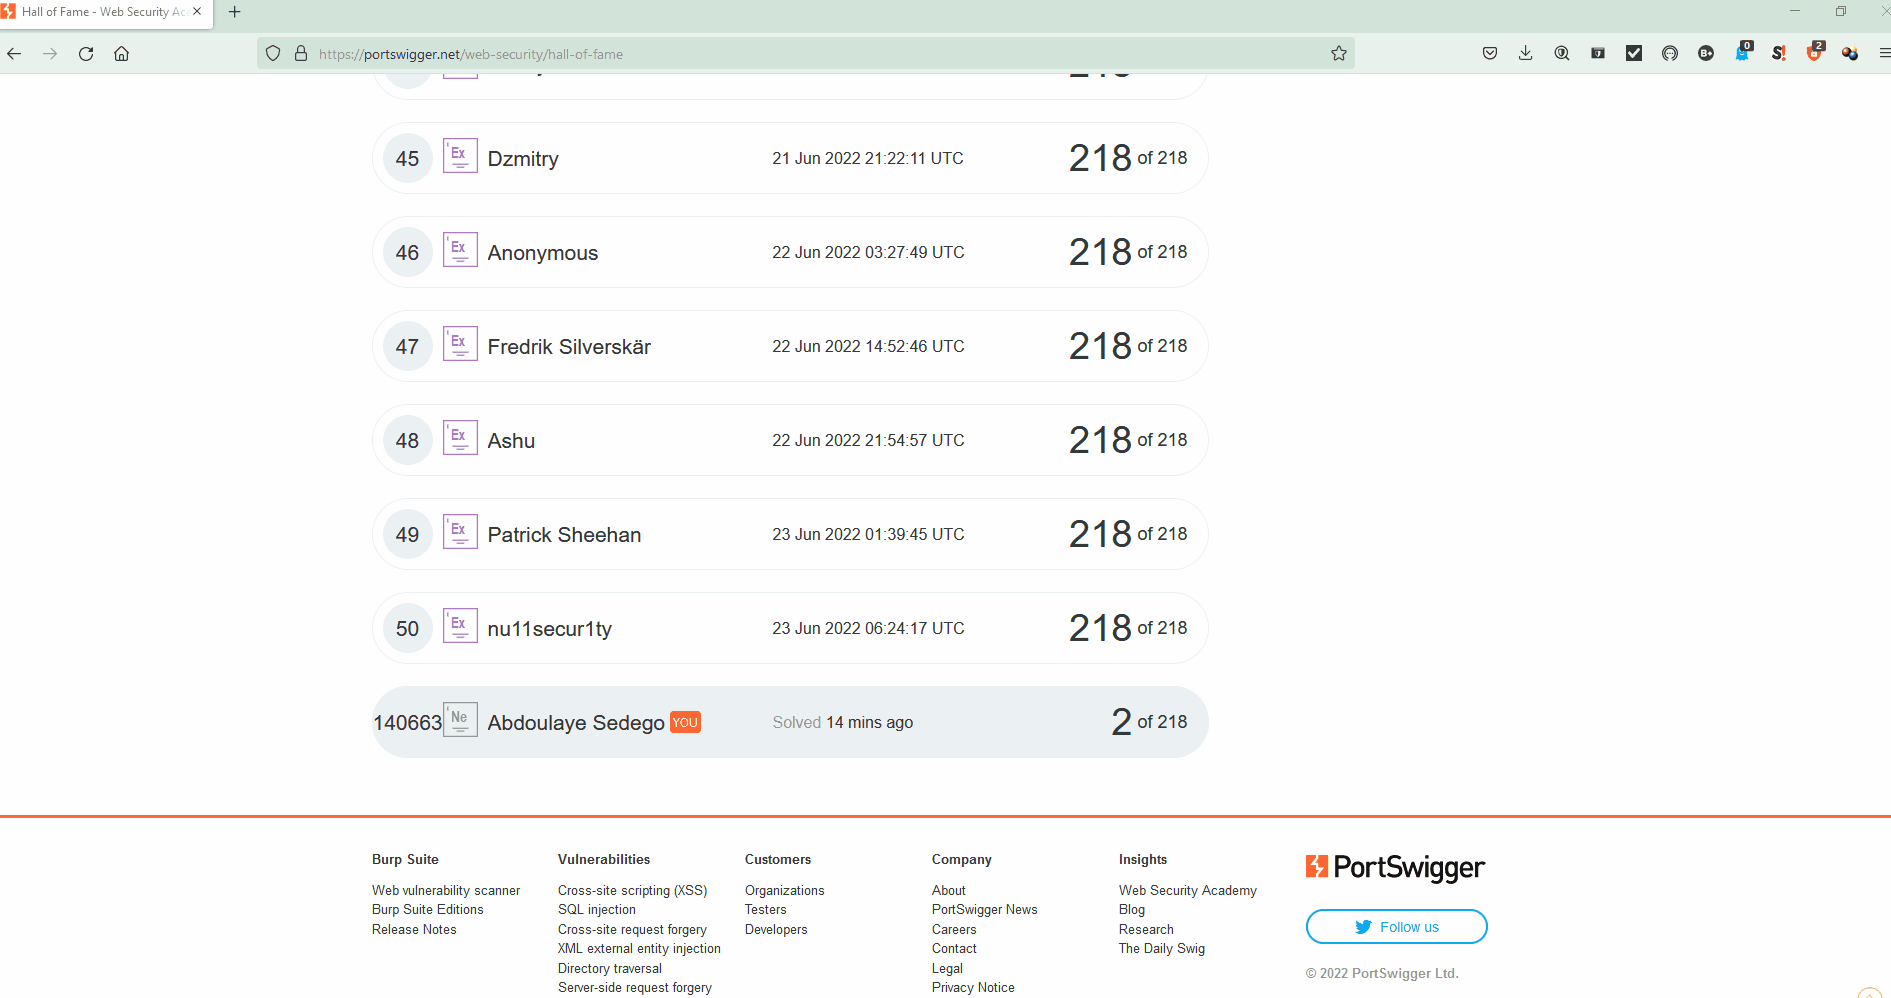 Hall of Fame - Web Security Ac
https://portswigger.net/web-security/hall-of-fame
0
2
45 Ex Dzmitry 21 Jun 2022 21:22:11 UTC 218 of 218
46 Ex Anonymous 22 Jun 2022 03:27:49 UTC 218 of 218
47 Ex Fredrik Silverskär 22 Jun 2022 14:52:46 UTC 218 of 218
48 Ex Ashu 22 Jun 2022 21:54:57 UTC 218 of 218
49 Ex Patrick Sheehan 23 Jun 2022 01:39:45 UTC 218 of 218
50 Ex nu11secur1ty 23 Jun 2022 06:24:17 UTC 218 of 218
140663 Ne Abdoulaye Sedego YOU Solved 14 mins ago 2 of 218
Burp Suite
Web vulnerability scanner
Burp Suite Editions
Release Notes
Vulnerabilities
Cross-site scripting (XSS)
SQL injection
Cross-site request forgery
XML external entity injection
Directory traversal
Server-side request forgery
Customers
Organizations
Testers
Developers
Company
About
PortSwigger News
Careers
Contact
Legal
Privacy Notice
Insights
Web Security Academy
Blog
Research
The Daily Swig
PortSwigger
Follow us
© 2022 PortSwigger Ltd.